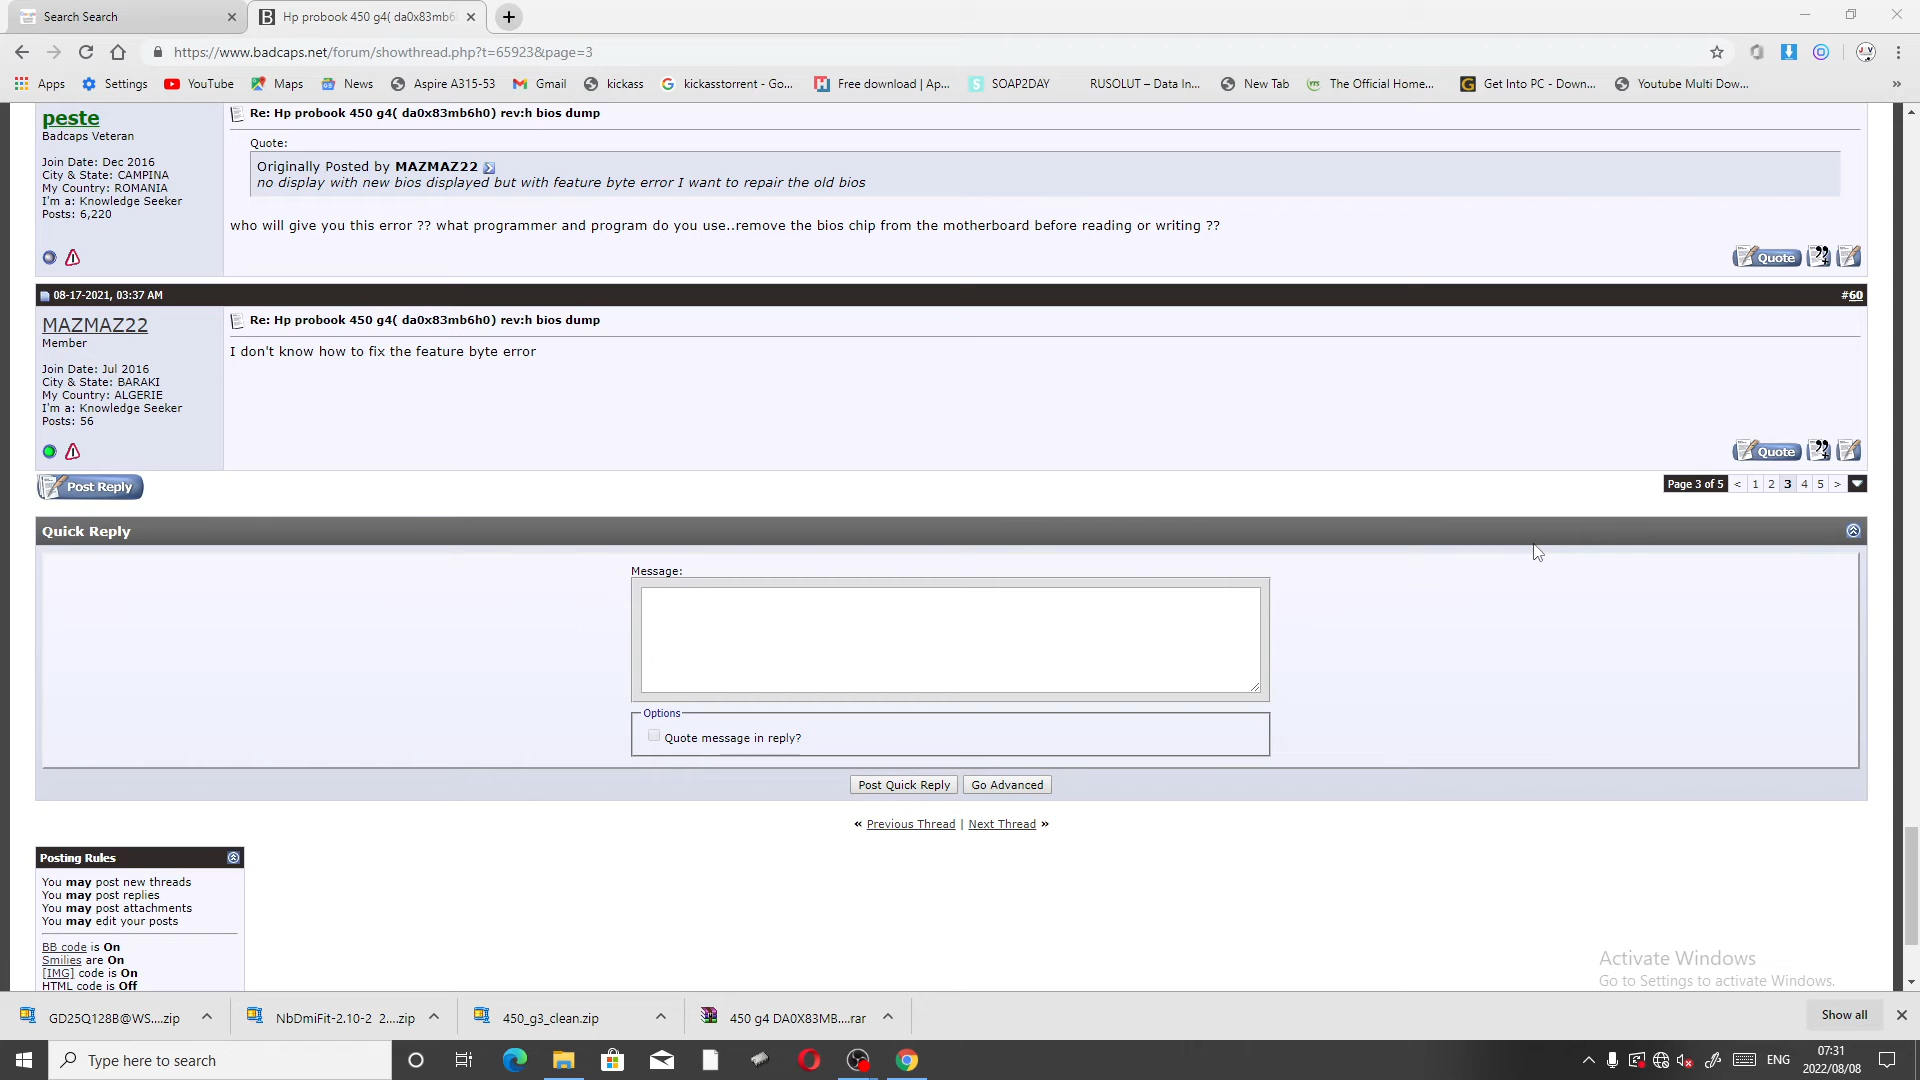 Search Search
Hp probook 450 g4( da0x83mb6
https://www.badcaps.net/forum/showthread.php?t=65923&page=3
Apps
Settings
YouTube
Maps
News
Aspire A315-53
Gmail
kickass
kickasstorrent - Go...
Free download | Ap...
SOAP2DAY
RUSOLUT – Data In...
New Tab
The Official Home...
Get Into PC - Down...
Youtube Multi Dow...
»
peste
Badcaps Veteran
Join Date: Dec 2016
City & State: CAMPINA
My Country: ROMANIA
I'm a: Knowledge Seeker
Posts: 6,220
Re: Hp probook 450 g4( da0x83mb6h0) rev:h bios dump
Quote:
Originally Posted by MAZMAZ22
no display with new bios displayed but with feature byte error I want to repair the old bios
who will give you this error ?? what programmer and program do you use..remove the bios chip from the motherboard before reading or writing ??
Quote
08-17-2021, 03:37 AM
#60
MAZMAZ22
Member
Join Date: Jul 2016
City & State: BARAKI
My Country: ALGERIE
I'm a: Knowledge Seeker
Posts: 56
Re: Hp probook 450 g4( da0x83mb6h0) rev:h bios dump
I don't know how to fix the feature byte error
Quote
Post Reply
Page 3 of 5 < 1 2 3 4 5 >
Quick Reply
Message:
Options
Quote message in reply?
Post Quick Reply
Go Advanced
« Previous Thread | Next Thread »
Posting Rules
You may post new threads
You may post replies
You may post attachments
You may edit your posts
BB code is On
Smilies are On
[IMG] code is On
HTML code is Off
Activate Windows
Go to Settings to activate Windows.
GD25Q128B@WS....zip
NbDmiFit-2.10-2 2....zip
450_g3_clean.zip
450 g4 DA0X83MB....rar
Show all
Type here to search
ENG
07:31
2022/08/08